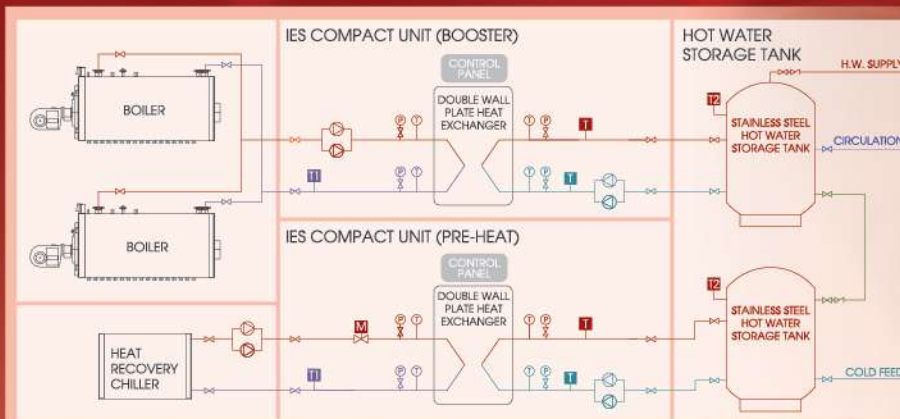 IES COMPACT UNIT (BOOSTER)
HOT WATER
STORAGE TANK
CONTROL
PANEL
H.W. SUPPLY
BOILER
DOUBLE WALL
PLATE HEAT
EXCHANGER
P
T
T
P
T
T2
STAINLESS STEEL
HOT WATER
STORAGE TANK
CIRCULATION
T1
P
T
T
P
T
BOILER
IES COMPACT UNIT (PRE-HEAT)
CONTROL
PANEL
DOUBLE WALL
PLATE HEAT
EXCHANGER
T2
STAINLESS STEEL
HOT WATER
STORAGE TANK
M
P
T
T
P
T
HEAT
RECOVERY
CHILLER
T1
P
T
T
P
T
COLD FEED